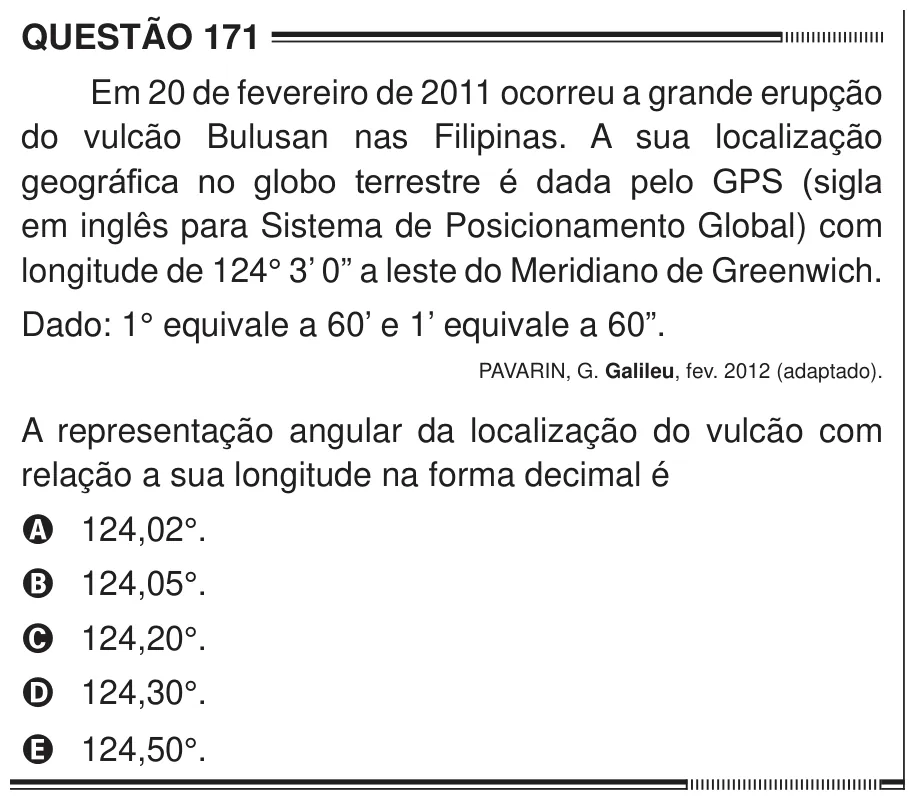 QUESTÃO 171
Em 20 de fevereiro de 2011 ocorreu a grande erupção
do vulcão Bulusan nas Filipinas. A sua localização
geográfica no globo terrestre é dada pelo GPS (sigla
em inglês para Sistema de Posicionamento Global) com
longitude de 124° 3’ 0” a leste do Meridiano de Greenwich.
Dado: 1° equivale a 60’ e 1’ equivale a 60”.
PAVARIN, G. Galileu, fev. 2012 (adaptado).
A representação angular da localização do vulcão com
relação a sua longitude na forma decimal é
A 124,02°.
B 124,05°.
C 124,20°.
D 124,30°.
E 124,50°.